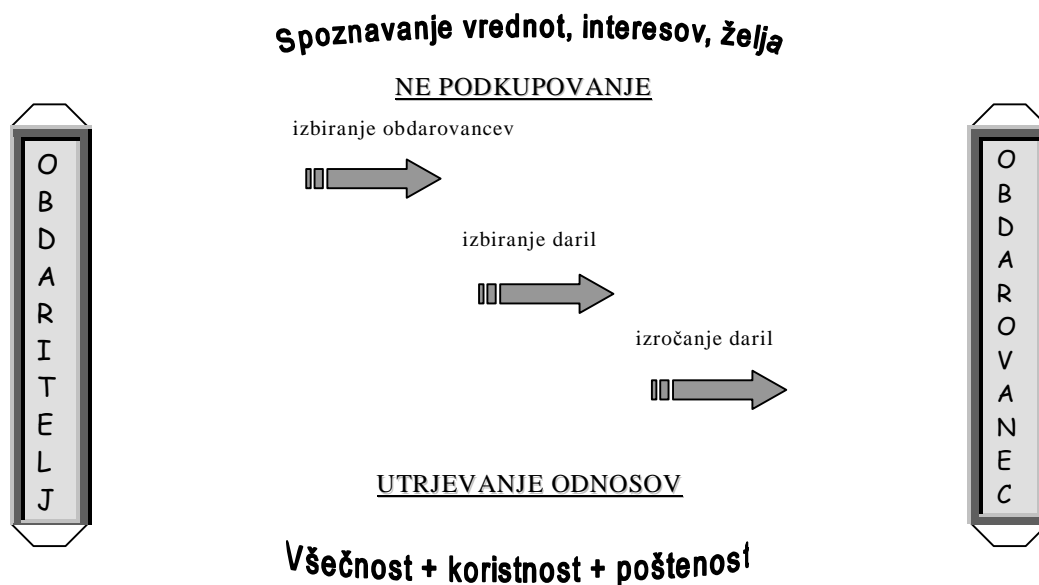 Spoznavanje vrednot, interesov, želja
NE PODKUPOVANJE
izbiranje obdarovancev
izbiranje daril
izročanje daril
UTRJEVANJE ODNOSOV
Všečnost + koristnost + poštenost
OBDARITELJ
OBDAROVANEC